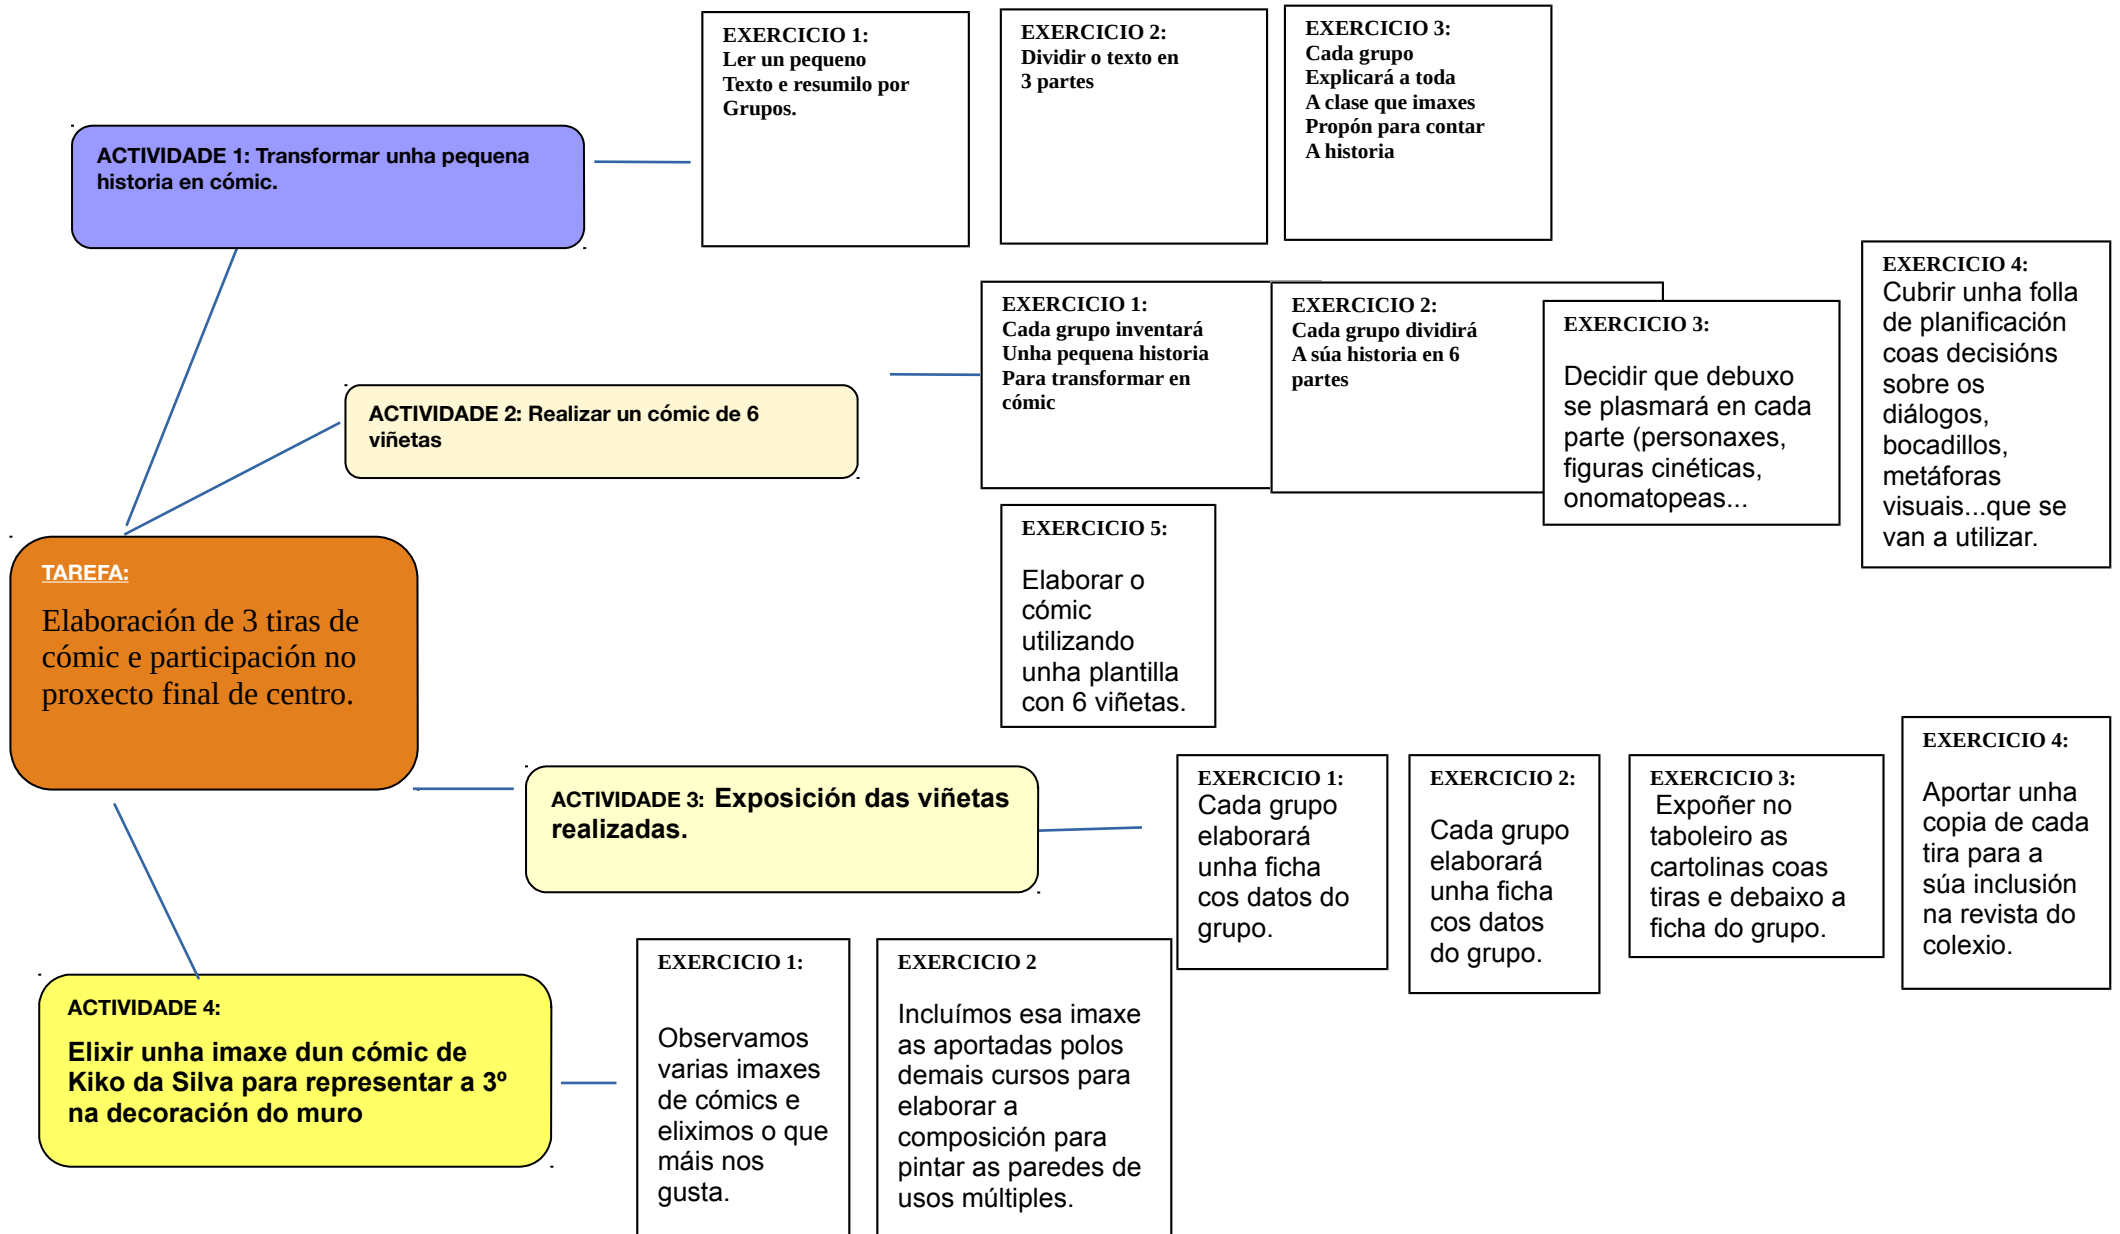 EXERCICIO 1:
Ler un pequeno
Texto e resumilo por
Grupos.
EXERCICIO 2:
Dividir o texto en
3 partes
EXERCICIO 3:
Cada grupo
Explicará a toda
A clase que imaxes
Propón para contar
A historia
ACTIVIDADE 1: Transformar unha pequena
historia en cómic.
EXERCICIO 1:
Cada grupo inventará
Unha pequena historia
Para transformar en
cómic
EXERCICIO 2:
Cada grupo dividirá
A súa historia en 6
partes
EXERCICIO 3:
Decidir que debuxo
se plasmará en cada
parte (personaxes,
figuras cinéticas,
onomatopeas...
EXERCICIO 4:
Cubrir unha folla
de planificación
coas decisións
sobre os
diálogos,
bocadillos,
metáforas
visuais...que se
van a utilizar.
ACTIVIDADE 2: Realizar un cómic de 6
viñetas
EXERCICIO 5:
Elaborar o
cómic
utilizando
unha plantilla
con 6 viñetas.
TAREFA:
Elaboración de 3 tiras de
cómic e participación no
proxecto final de centro.
ACTIVIDADE 3: Exposición das viñetas
realizadas.
EXERCICIO 1:
Cada grupo
elaborará
unha ficha
cos datos do
grupo.
EXERCICIO 2:
Cada grupo
elaborará
unha ficha
cos datos
do grupo.
EXERCICIO 3:
Expoñer no
taboleiro as
cartolinas coas
tiras e debaixo a
ficha do grupo.
EXERCICIO 4:
Aportar unha
copia de cada
tira para a
súa inclusión
na revista do
colexio.
ACTIVIDADE 4:
Elixir unha imaxe dun cómic de
Kiko da Silva para representar a 3º
na decoración do muro
EXERCICIO 1:
Observamos
varias imaxes
de cómics e
eliximos o que
máis nos
gusta.
EXERCICIO 2
Incluímos esa imaxe
as aportadas polos
demais cursos para
elaborar a
composición para
pintar as paredes de
usos múltiples.